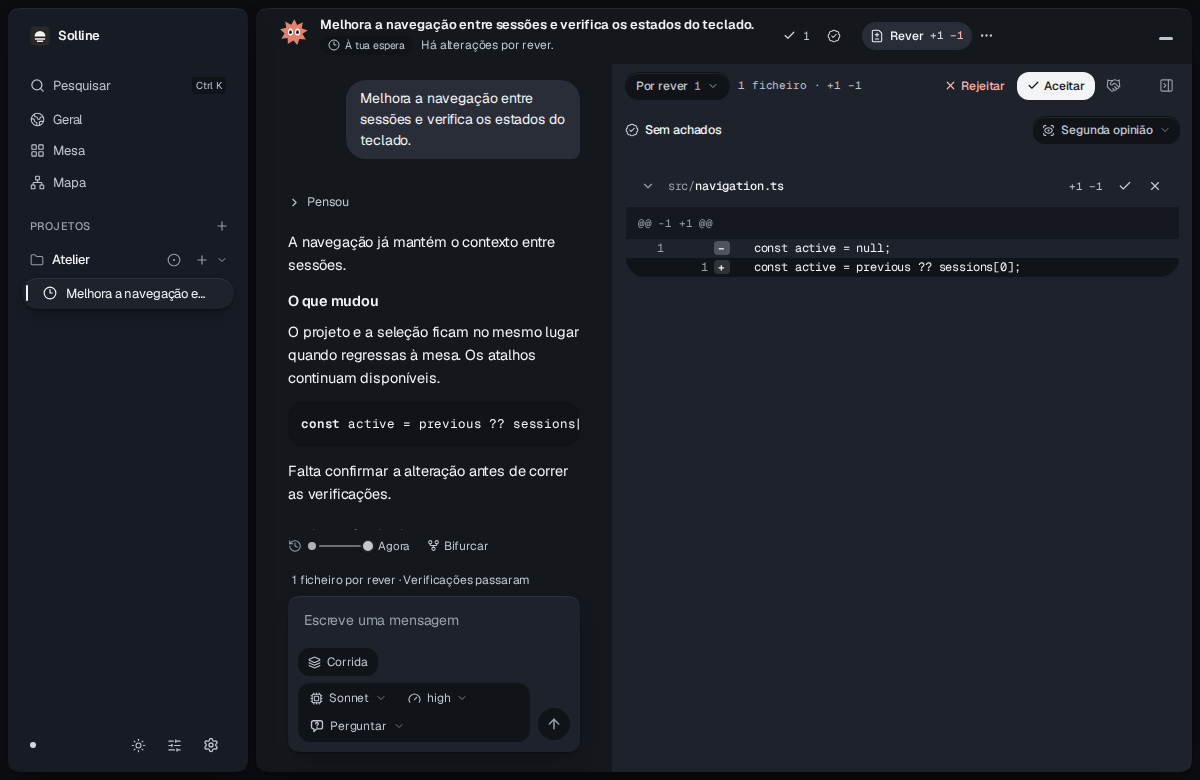 Solline
Pesquisar
Ctrl K
Geral
Mesa
Mapa
PROJETOS
Atelier
Melhora a navegação e…
Melhora a navegação entre sessões e verifica os estados do teclado.
À tua espera
Há alterações por rever.
1
Rever +1 −1
Melhora a navegação entre
sessões e verifica os estados do
teclado.
Pensou
A navegação já mantém o contexto entre
sessões.
O que mudou
O projeto e a seleção ficam no mesmo lugar
quando regressas à mesa. Os atalhos
continuam disponíveis.
const active = previous ?? sessions[
Falta confirmar a alteração antes de correr
as verificações.
Agora
Bifurcar
1 ficheiro por rever · Verificações passaram
Escreve uma mensagem
Corrida
Sonnet
high
Perguntar
Por rever 1
1 ficheiro · +1 −1
Rejeitar
Aceitar
Sem achados
Segunda opinião
src/navigation.ts
+1 −1
@@ -1 +1 @@
1 − const active = null;
1 + const active = previous ?? sessions[0];